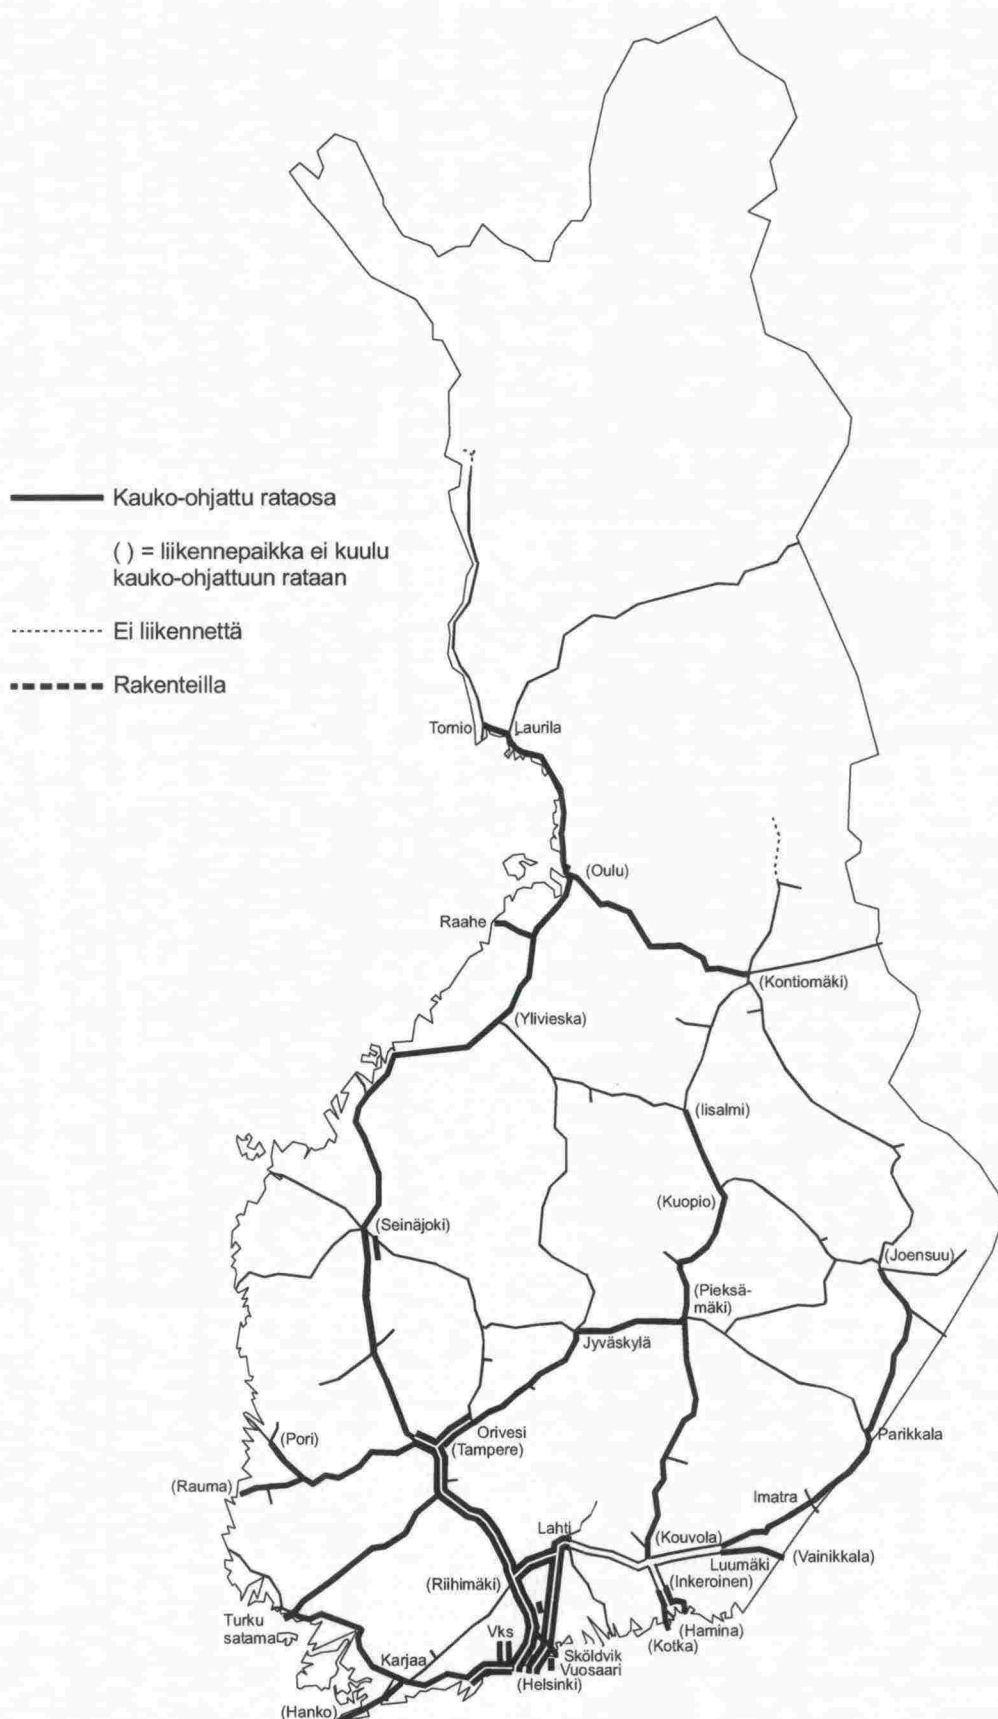 Kauko-ohjattu rataosa
( ) = liikennepaikka ei kuulu
kauko-ohjattuun rataan
Ei liikennettä
Rakenteilla
Tornio
Laurila
(Oulu)
Raahe
(Kontiomäki)
(Ylivieska)
(Iisalmi)
(Kuopio)
(Seinäjoki)
(Joensuu)
(Pieksä-
mäki)
Jyväskylä
Orivesi
(Tampere)
(Pori)
Parikkala
(Rauma)
Imatra
Lahti
(Kouvola)
Luumäki
(Vainikkala)
(Riihimäki)
(Inkeroinen)
Turku
satama
(Hamina)
(Kotka)
Vks
Karjaa
Sköldvik
Vuosaari
(Helsinki)
(Hanko)